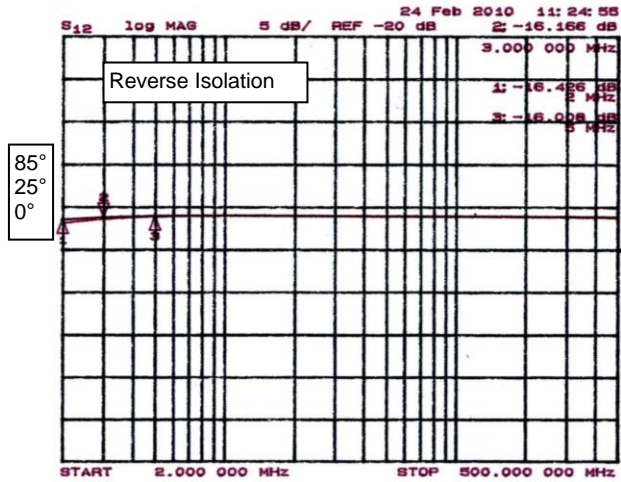 24 Feb 2010 11:24:55
S12 log MAG 5 dB/ REF -20 dB 2: -16.166 dB
3.000 000 MHz
Reverse Isolation
1: -16.426 dB
2 MHz
3: -16.008 dB
5 MHz
85°
25°
0°
2
1
3
START 2.000 000 MHz STOP 500.000 000 MHz